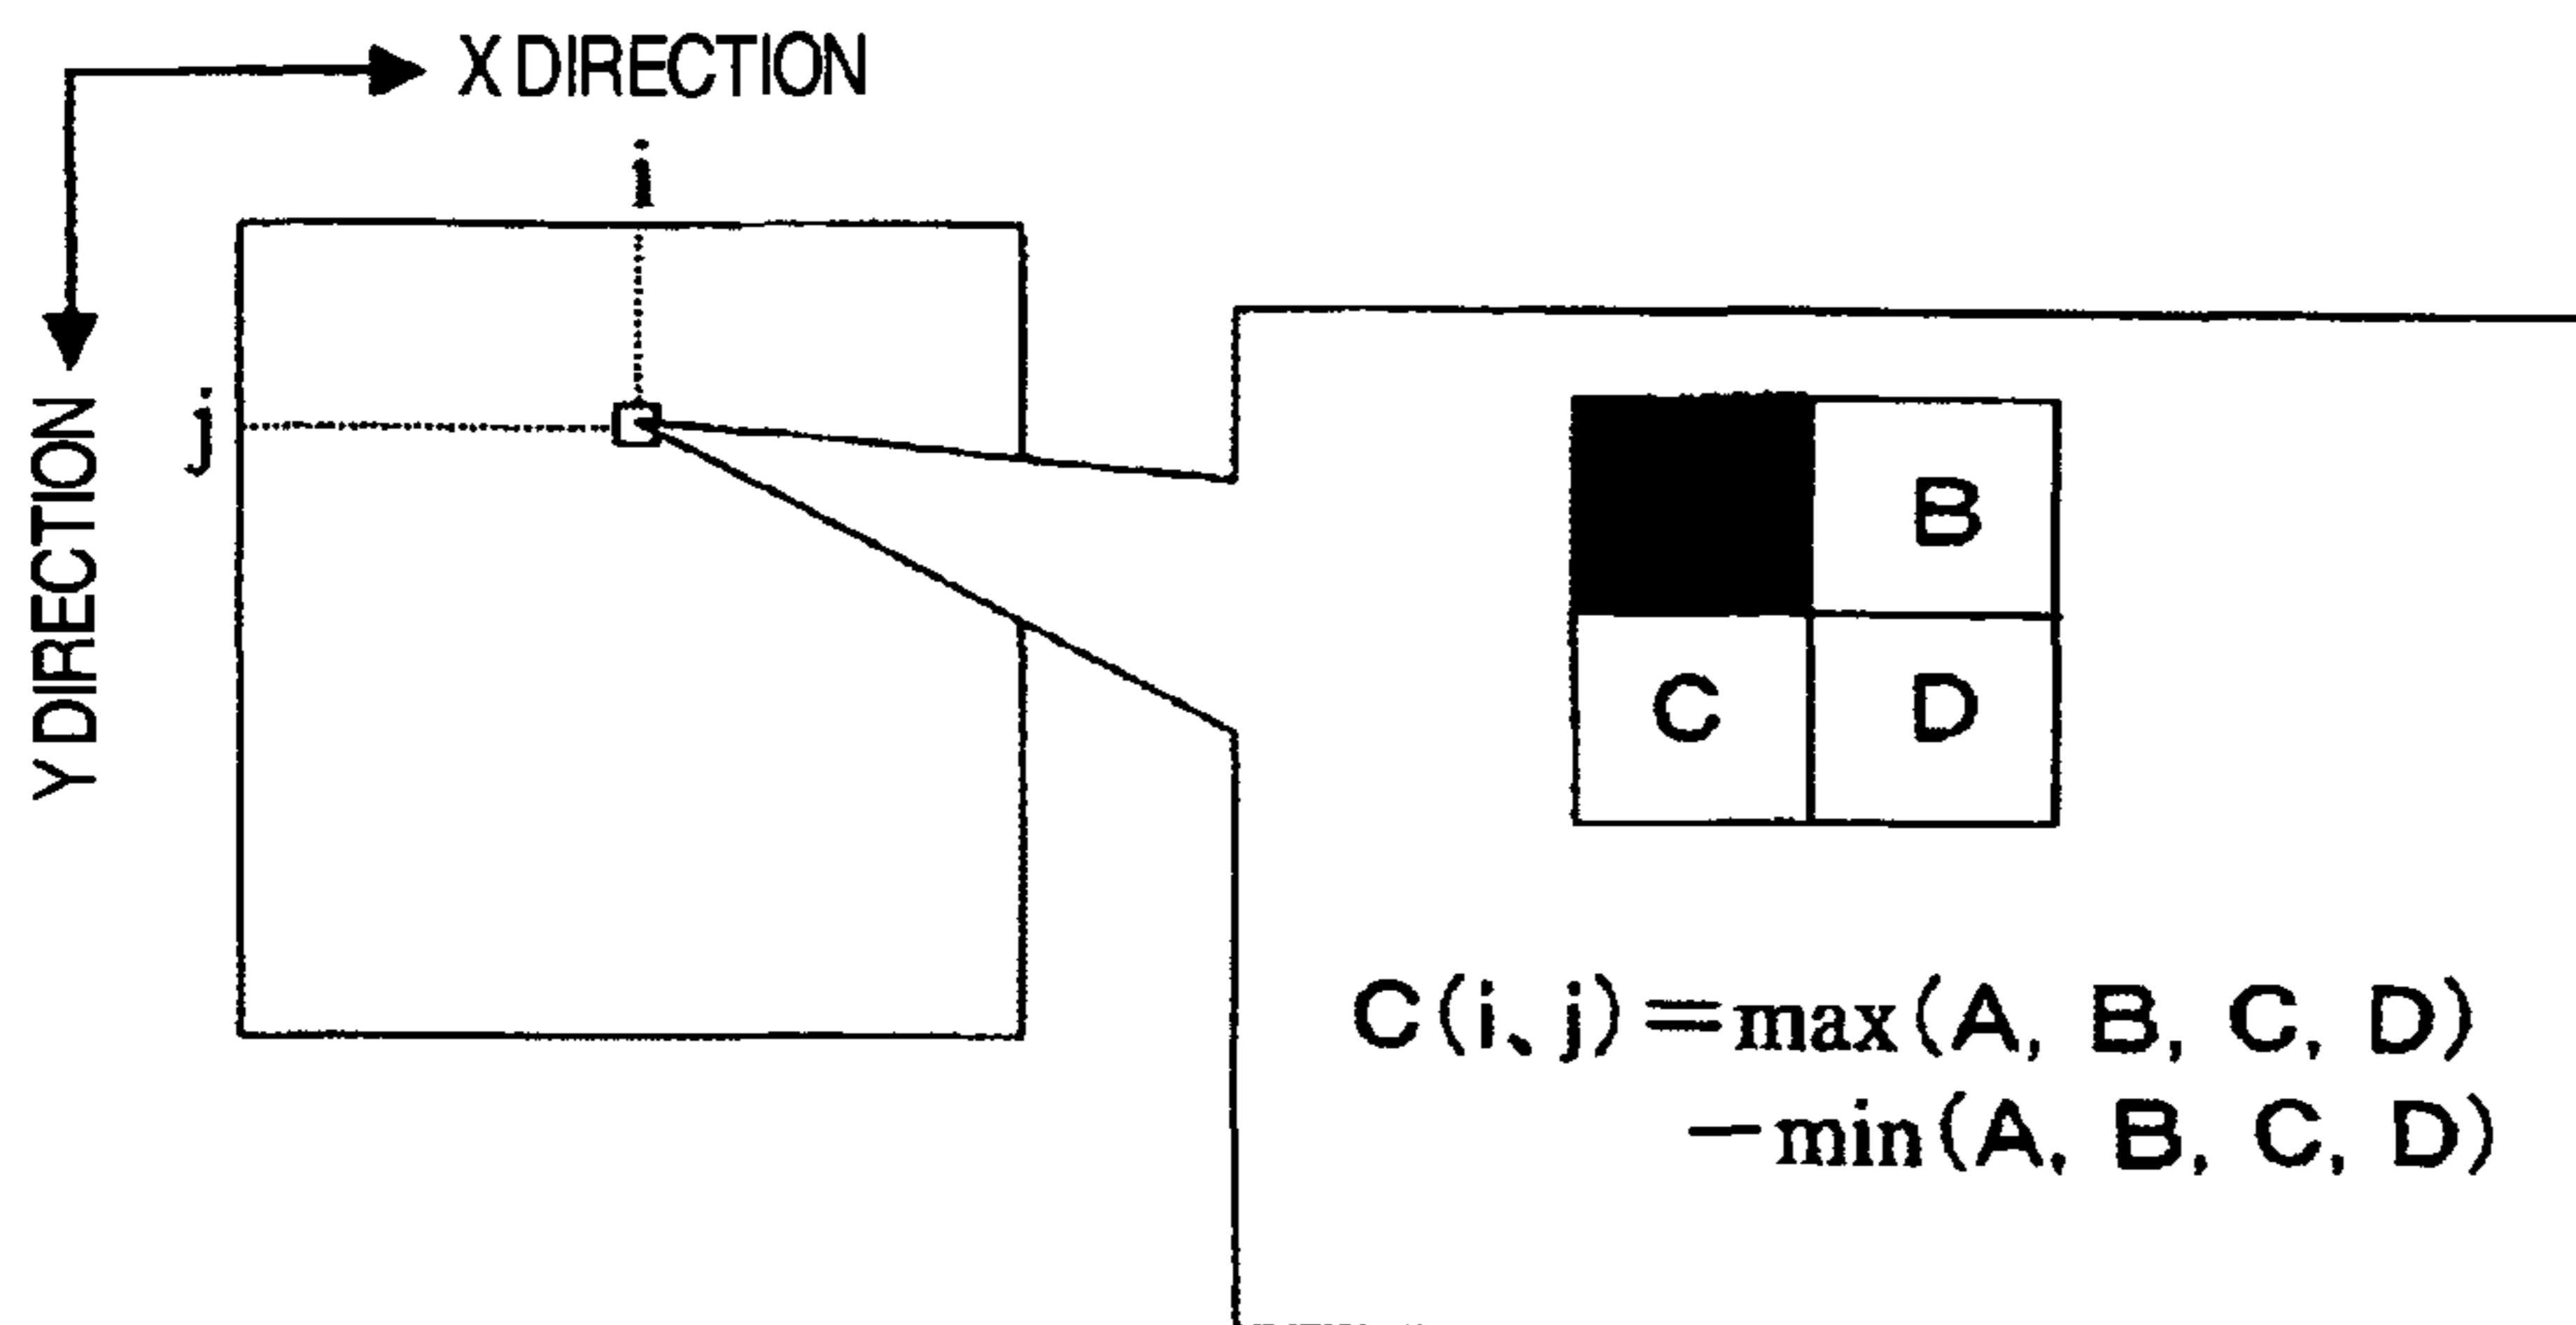 X DIRECTION
i
j
Y DIRECTION
B
C D
C(i、j)=max(A, B, C, D)
−min(A, B, C, D)